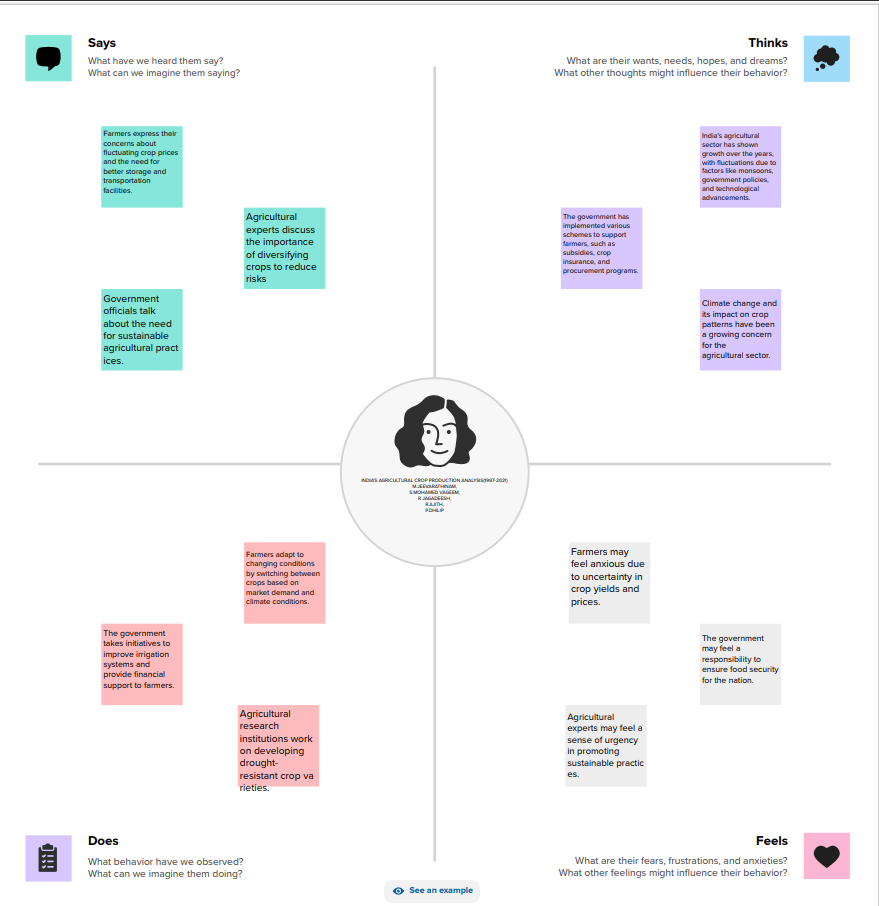 Says
What have we heard them say?
What can we imagine them saying?
Thinks
What are their wants, needs, hopes, and dreams?
What other thoughts might influence their behavior?
Farmers express their
concerns about
fluctuating crop prices
and the need for
better storage and
transportation
facilities.
Agricultural
experts discuss
the importance
of diversifying
crops to reduce
risks
Government
officials talk
about the need
for sustainable
agricultural pract
ices.
India's agricultural
sector has shown
growth over the years,
with fluctuations due to
factors like monsoons,
government policies,
and technological
advancements.
The government has
implemented various
schemes to support
farmers, such as
subsidies, crop
insurance, and
procurement programs.
Climate change and
its impact on crop
patterns have been
a growing concern
for the
agricultural sector.
INDIA'S AGRICULTURAL CROP PRODUCTION ANALYSIS(1997-2021)
M.JEEVARATHINAM,
S.MOHAMED VAGEEM,
R.JAGADEESH,
R.AJITH,
P.DHILIP
Farmers adapt to
changing conditions
by switching between
crops based on
market demand and
climate conditions.
The government
takes initiatives to
improve irrigation
systems and
provide financial
support to farmers.
Agricultural
research
institutions work
on developing
drought-
resistant crop va
rieties.
Farmers may
feel anxious due
to uncertainty in
crop yields and
prices.
The government
may feel a
responsibility to
ensure food security
for the nation.
Agricultural
experts may feel a
sense of urgency
in promoting
sustainable practic
es.
Does
What behavior have we observed?
What can we imagine them doing?
Feels
What are their fears, frustrations, and anxieties?
What other feelings might influence their behavior?
See an example